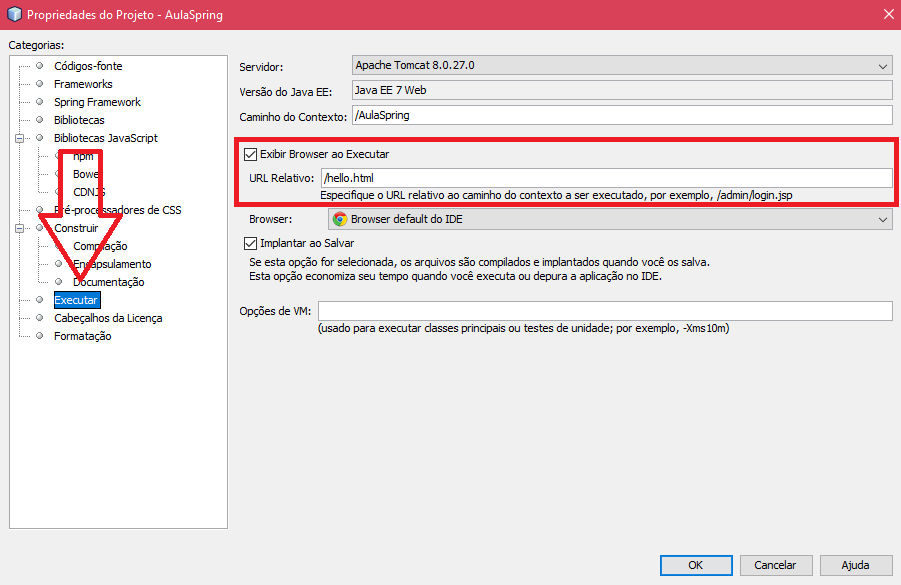 Propriedades do Projeto - AulaSpring
Categorias:
Códigos-fonte
Frameworks
Spring Framework
Bibliotecas
Bibliotecas JavaScript
npm
Bower
CDNJS
Pré-processadores de CSS
Construir
Compilação
Encapsulamento
Documentação
Executar
Cabeçalhos da Licença
Formatação
Servidor: Apache Tomcat 8.0.27.0
Versão do Java EE: Java EE 7 Web
Caminho do Contexto: /AulaSpring
Exibir Browser ao Executar
URL Relativo: /hello.html
Especifique o URL relativo ao caminho do contexto a ser executado, por exemplo, /admin/login.jsp
Browser: Browser default do IDE
Implantar ao Salvar
Se esta opção for selecionada, os arquivos são compilados e implantados quando você os salva.
Esta opção economiza seu tempo quando você executa ou depura a aplicação no IDE.
Opções de VM:
(usado para executar classes principais ou testes de unidade; por exemplo, -Xms10m)
OK Cancelar Ajuda